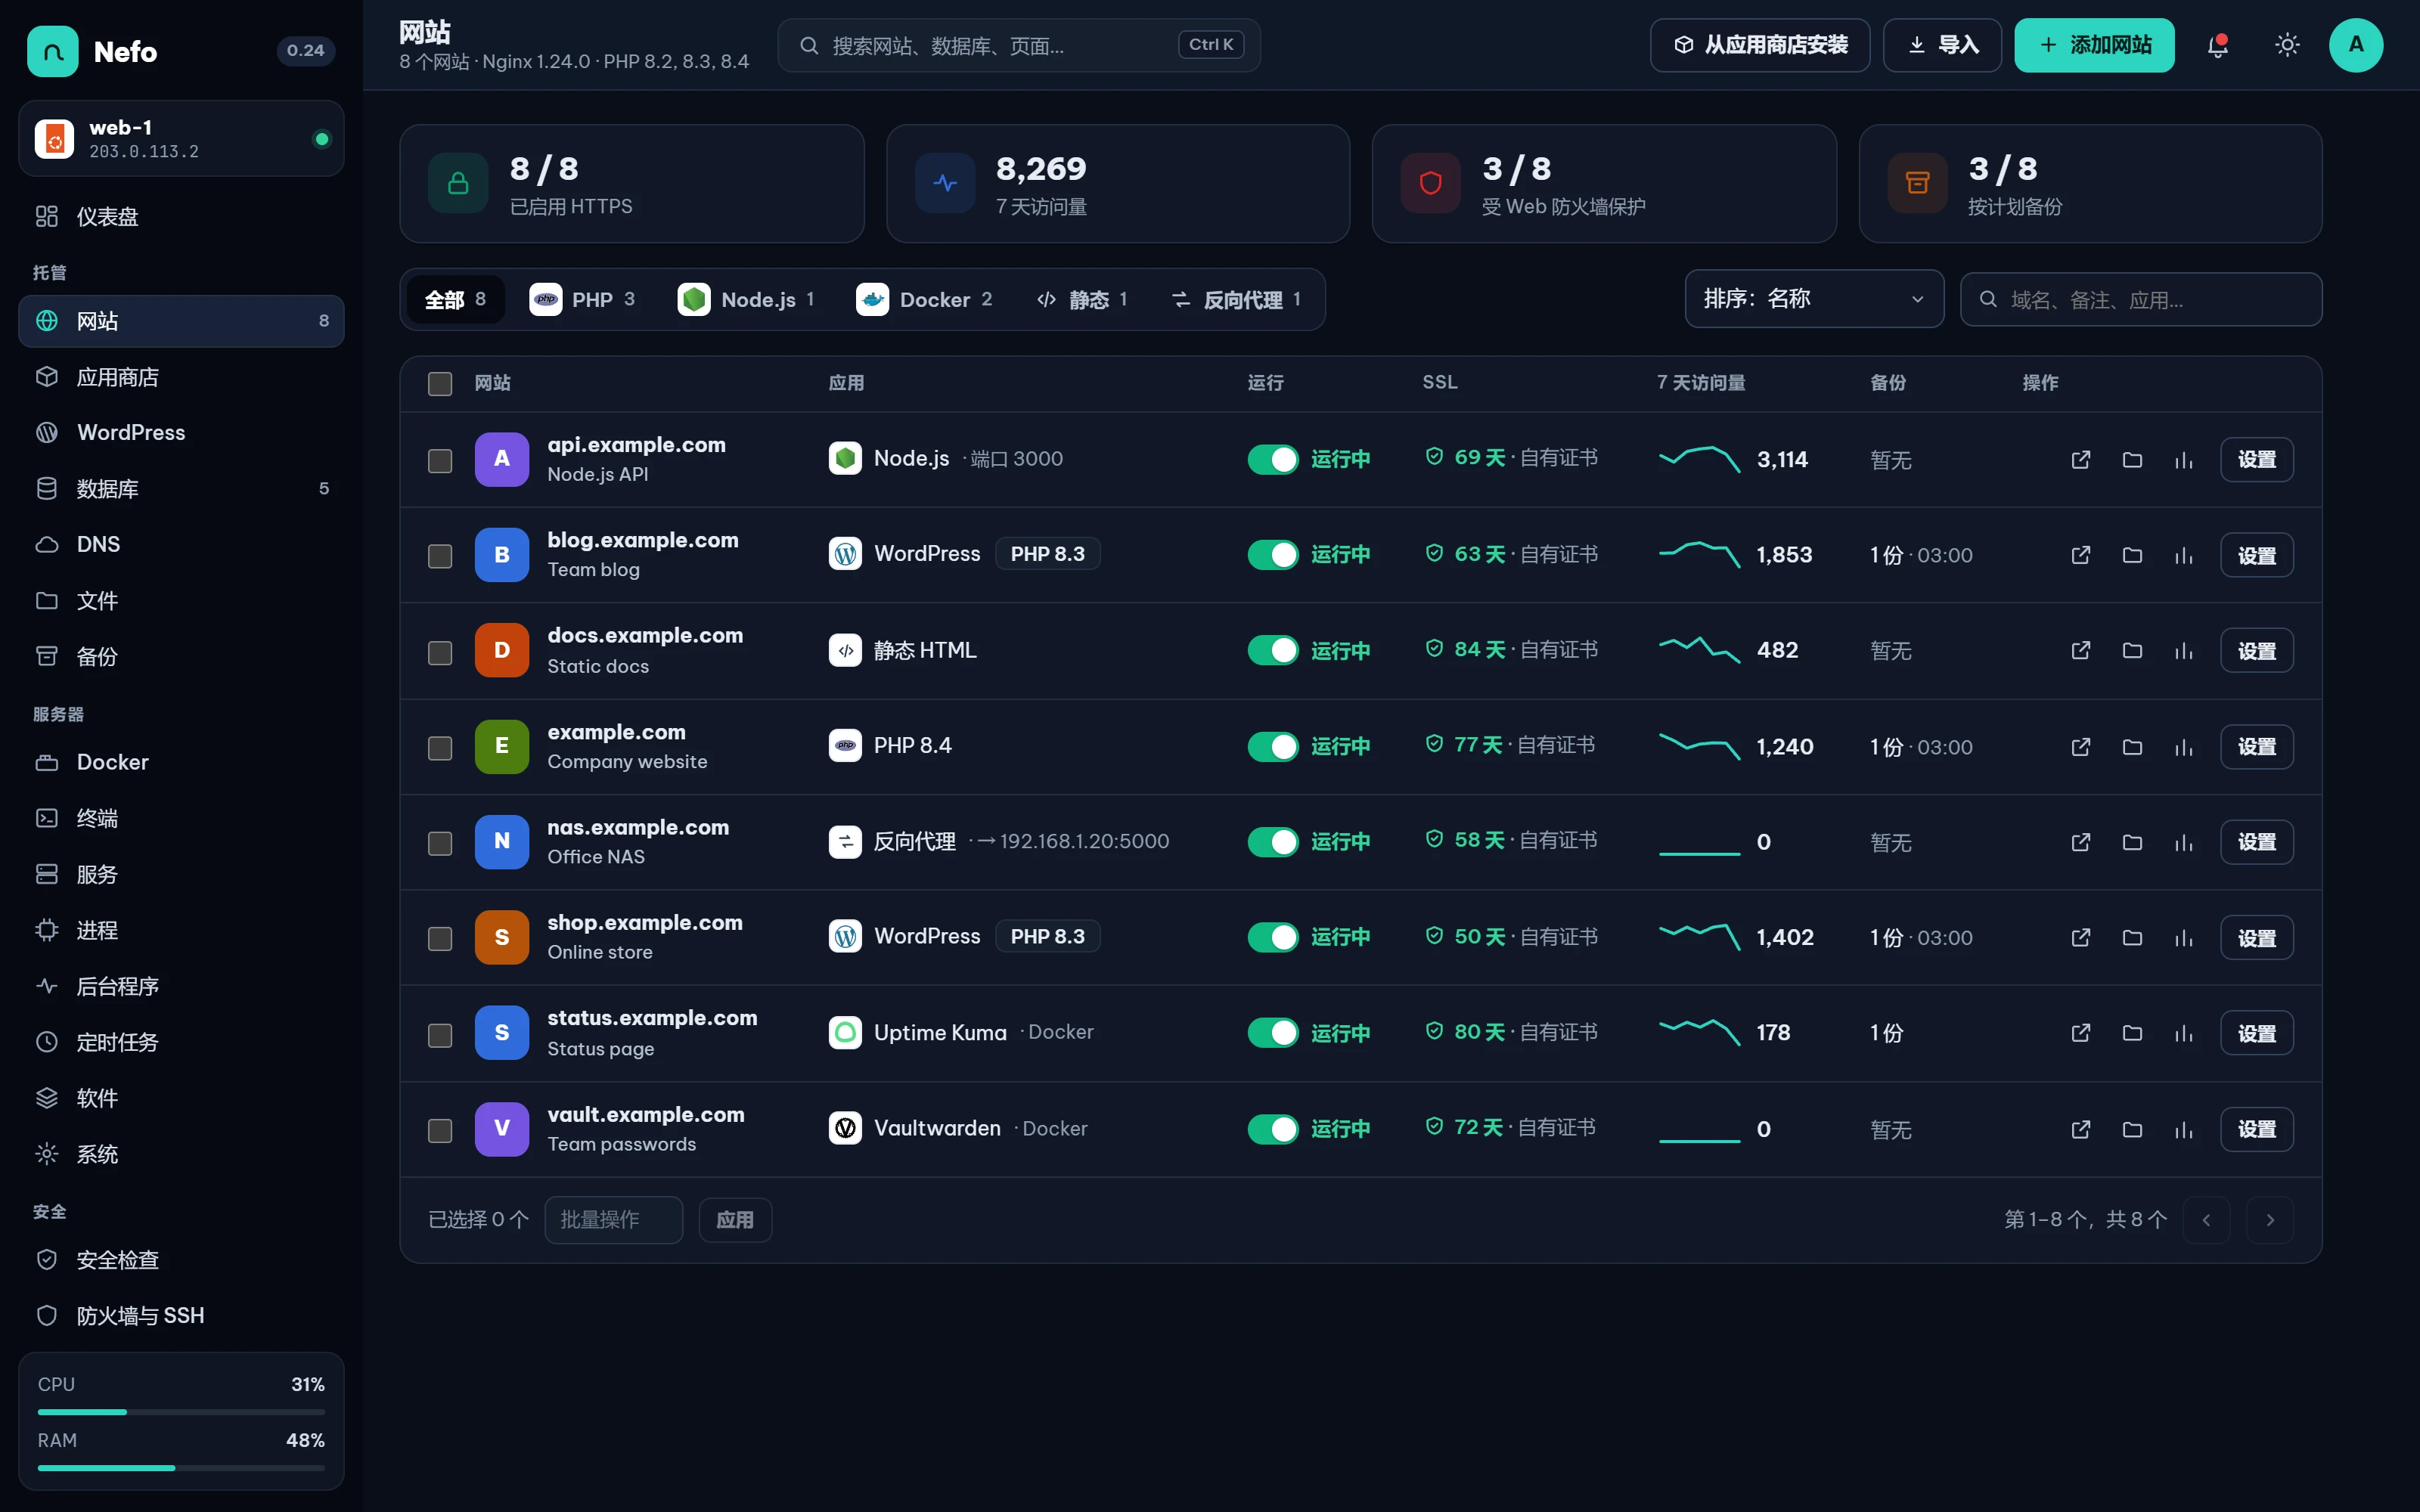 Nefo
0.24
web-1
203.0.113.2
仪表盘
托管
网站 8
应用商店
WordPress
数据库 5
DNS
文件
备份
服务器
Docker
终端
服务
进程
后台程序
定时任务
软件
系统
安全
安全检查
防火墙与 SSH
CPU 31%
RAM 48%
网站
8 个网站 · Nginx 1.24.0 · PHP 8.2, 8.3, 8.4
搜索网站、数据库、页面... Ctrl K
从应用商店安装
导入
添加网站
A
8 / 8
已启用 HTTPS
8,269
7 天访问量
3 / 8
受 Web 防火墙保护
3 / 8
按计划备份
全部 8 php PHP 3 Node.js 1 Docker 2 静态 1 反向代理 1
排序：名称
域名、备注、应用...
网站 应用 运行 SSL 7 天访问量 备份 操作
A api.example.com Node.js · 端口 3000 运行中 69 天 · 自有证书 3,114 暂无 设置
Node.js API
B blog.example.com WordPress PHP 8.3 运行中 63 天 · 自有证书 1,853 1 份 · 03:00 设置
Team blog
D docs.example.com 静态 HTML 运行中 84 天 · 自有证书 482 暂无 设置
Static docs
E example.com php PHP 8.4 运行中 77 天 · 自有证书 1,240 1 份 · 03:00 设置
Company website
N nas.example.com 反向代理 · → 192.168.1.20:5000 运行中 58 天 · 自有证书 0 暂无 设置
Office NAS
S shop.example.com WordPress PHP 8.3 运行中 50 天 · 自有证书 1,402 1 份 · 03:00 设置
Online store
S status.example.com Uptime Kuma · Docker 运行中 80 天 · 自有证书 178 1 份 设置
Status page
V vault.example.com Vaultwarden · Docker 运行中 72 天 · 自有证书 0 暂无 设置
Team passwords
已选择 0 个 批量操作 应用 第 1–8 个，共 8 个